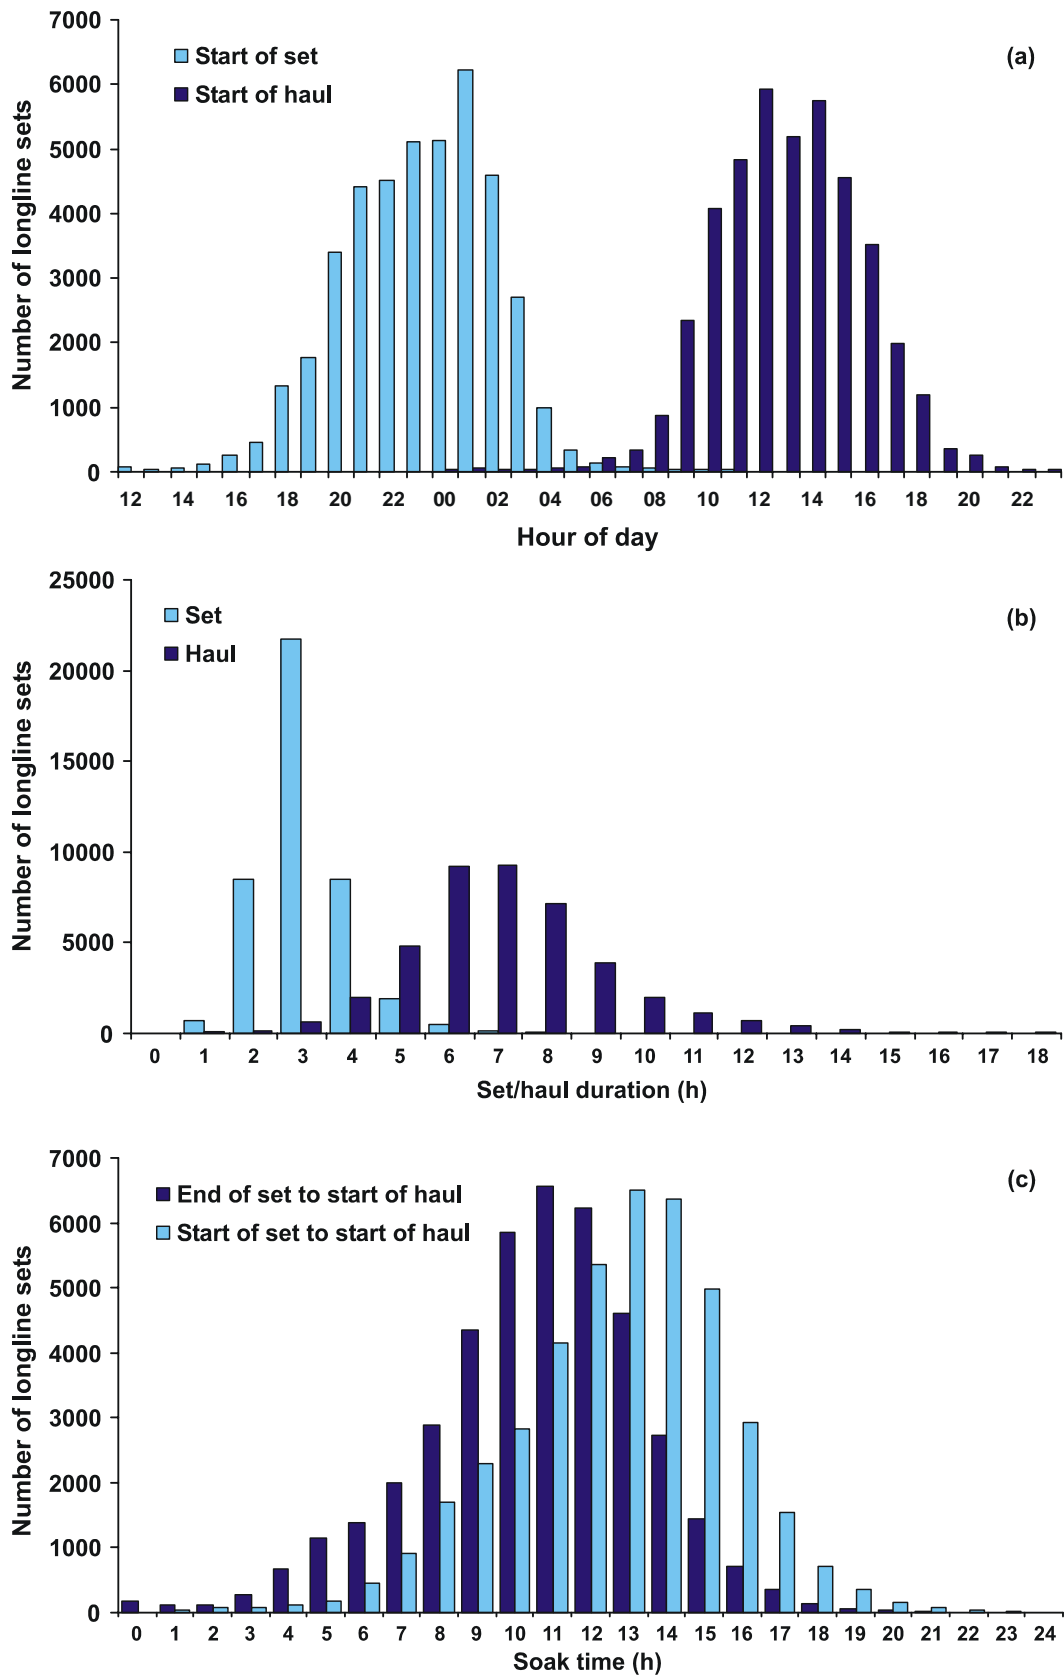 7000
6000
5000
4000
3000
2000
1000
0
Number of longline sets
Start of set
Start of haul
(a)
12 14 16 18 20 22 00 02 04 06 08 10 12 14 16 18 20 22
Hour of day
25000
20000
15000
10000
5000
0
Number of longline sets
Set
Haul
(b)
0 1 2 3 4 5 6 7 8 9 10 11 12 13 14 15 16 17 18
Set/haul duration (h)
7000
6000
5000
4000
3000
2000
1000
0
Number of longline sets
End of set to start of haul
Start of set to start of haul
(c)
0 1 2 3 4 5 6 7 8 9 10 11 12 13 14 15 16 17 18 19 20 21 22 23 24
Soak time (h)